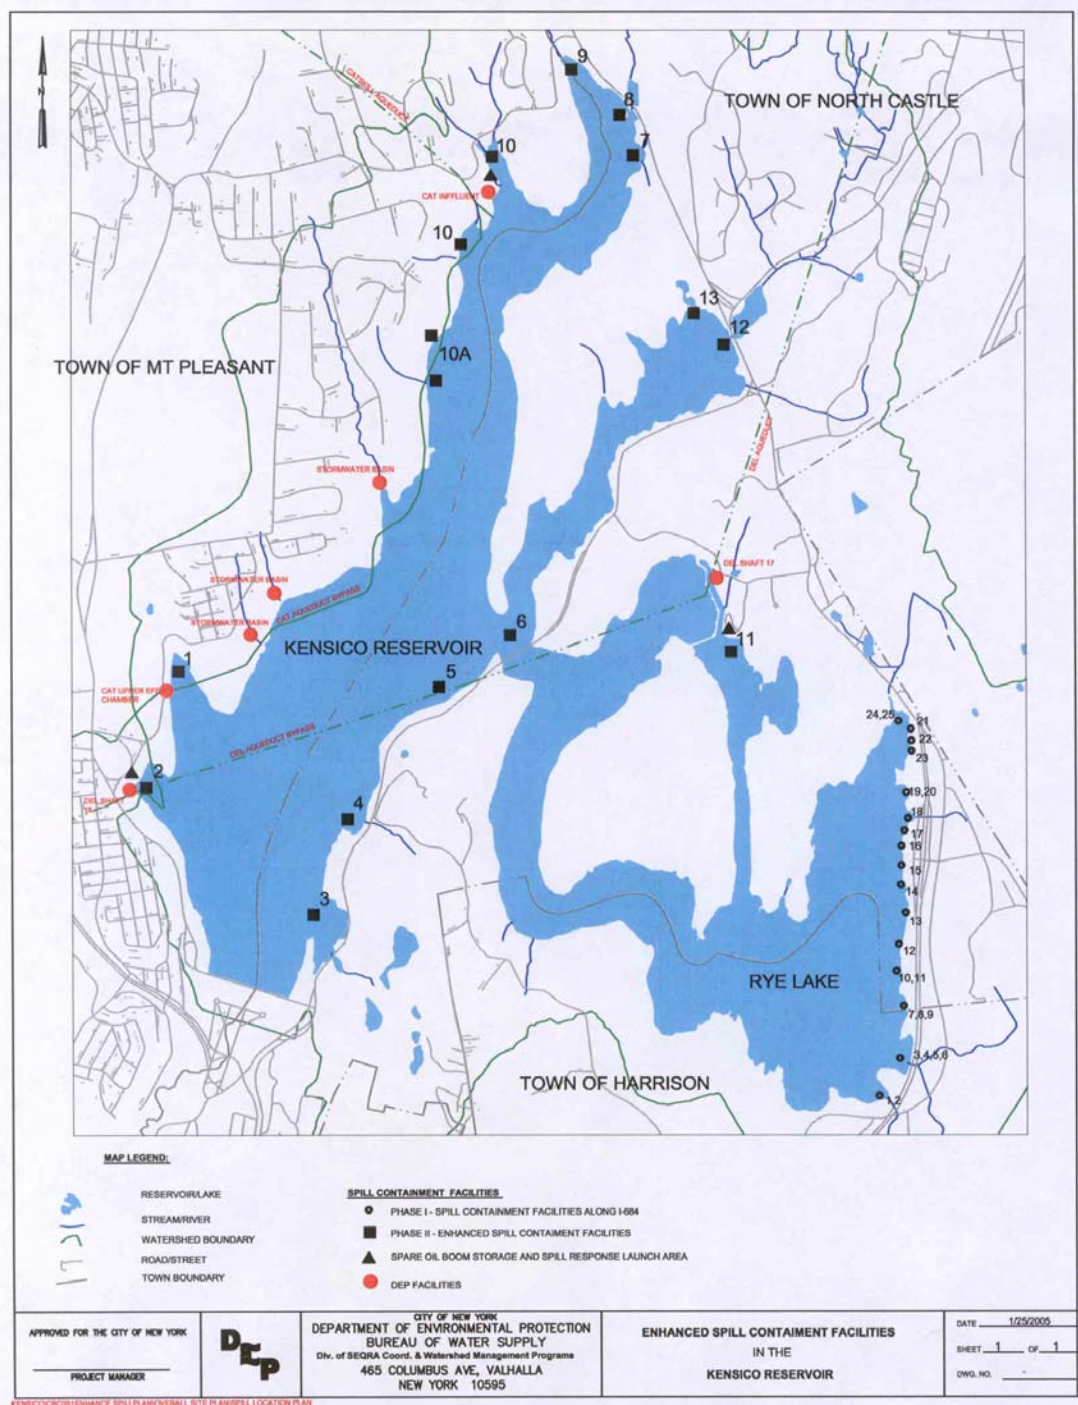 N
TOWN OF NORTH CASTLE
CATSKILL AQUEDUCT
9
8
7
10
CAT INFFLUENT
10
13
12
10A
TOWN OF MT PLEASANT
DEL AQUEDUCT
STORMWATER BASIN
DEL SHAFT 17
STORMWATER BASIN
CAT AQUEDUCT BYPASS
STORMWATER BASIN
6
11
KENSICO RESERVOIR
1
5
CAT UPPER EFF
CHAMBER
24,25
21
22
23
DEL AQUEDUCT BYPASS
2
19,20
DEL SHAFT
18
4
18
17
16
15
14
3
13
12
10,11
RYE LAKE
7,8,9
3,4,5,6
TOWN OF HARRISON
1,2
MAP LEGEND:
RESERVOIR/LAKE
STREAM/RIVER
WATERSHED BOUNDARY
ROAD/STREET
TOWN BOUNDARY
SPILL CONTAINMENT FACILITIES
PHASE I - SPILL CONTAINMENT FACILITIES ALONG I-684
PHASE II - ENHANCED SPILL CONTAIMENT FACILITIES
SPARE OIL BOOM STORAGE AND SPILL RESPONSE LAUNCH AREA
DEP FACILITIES
APPROVED FOR THE CITY OF NEW YORK
PROJECT MANAGER
DEP
CITY OF NEW YORK
DEPARTMENT OF ENVIRONMENTAL PROTECTION
BUREAU OF WATER SUPPLY
Div. of SEQRA Coord. & Watershed Management Programs
465 COLUMBUS AVE, VALHALLA
NEW YORK 10595
ENHANCED SPILL CONTAIMENT FACILITIES
IN THE
KENSICO RESERVOIR
DATE 1/25/2005
SHEET 1 OF 1
DWG. NO. -